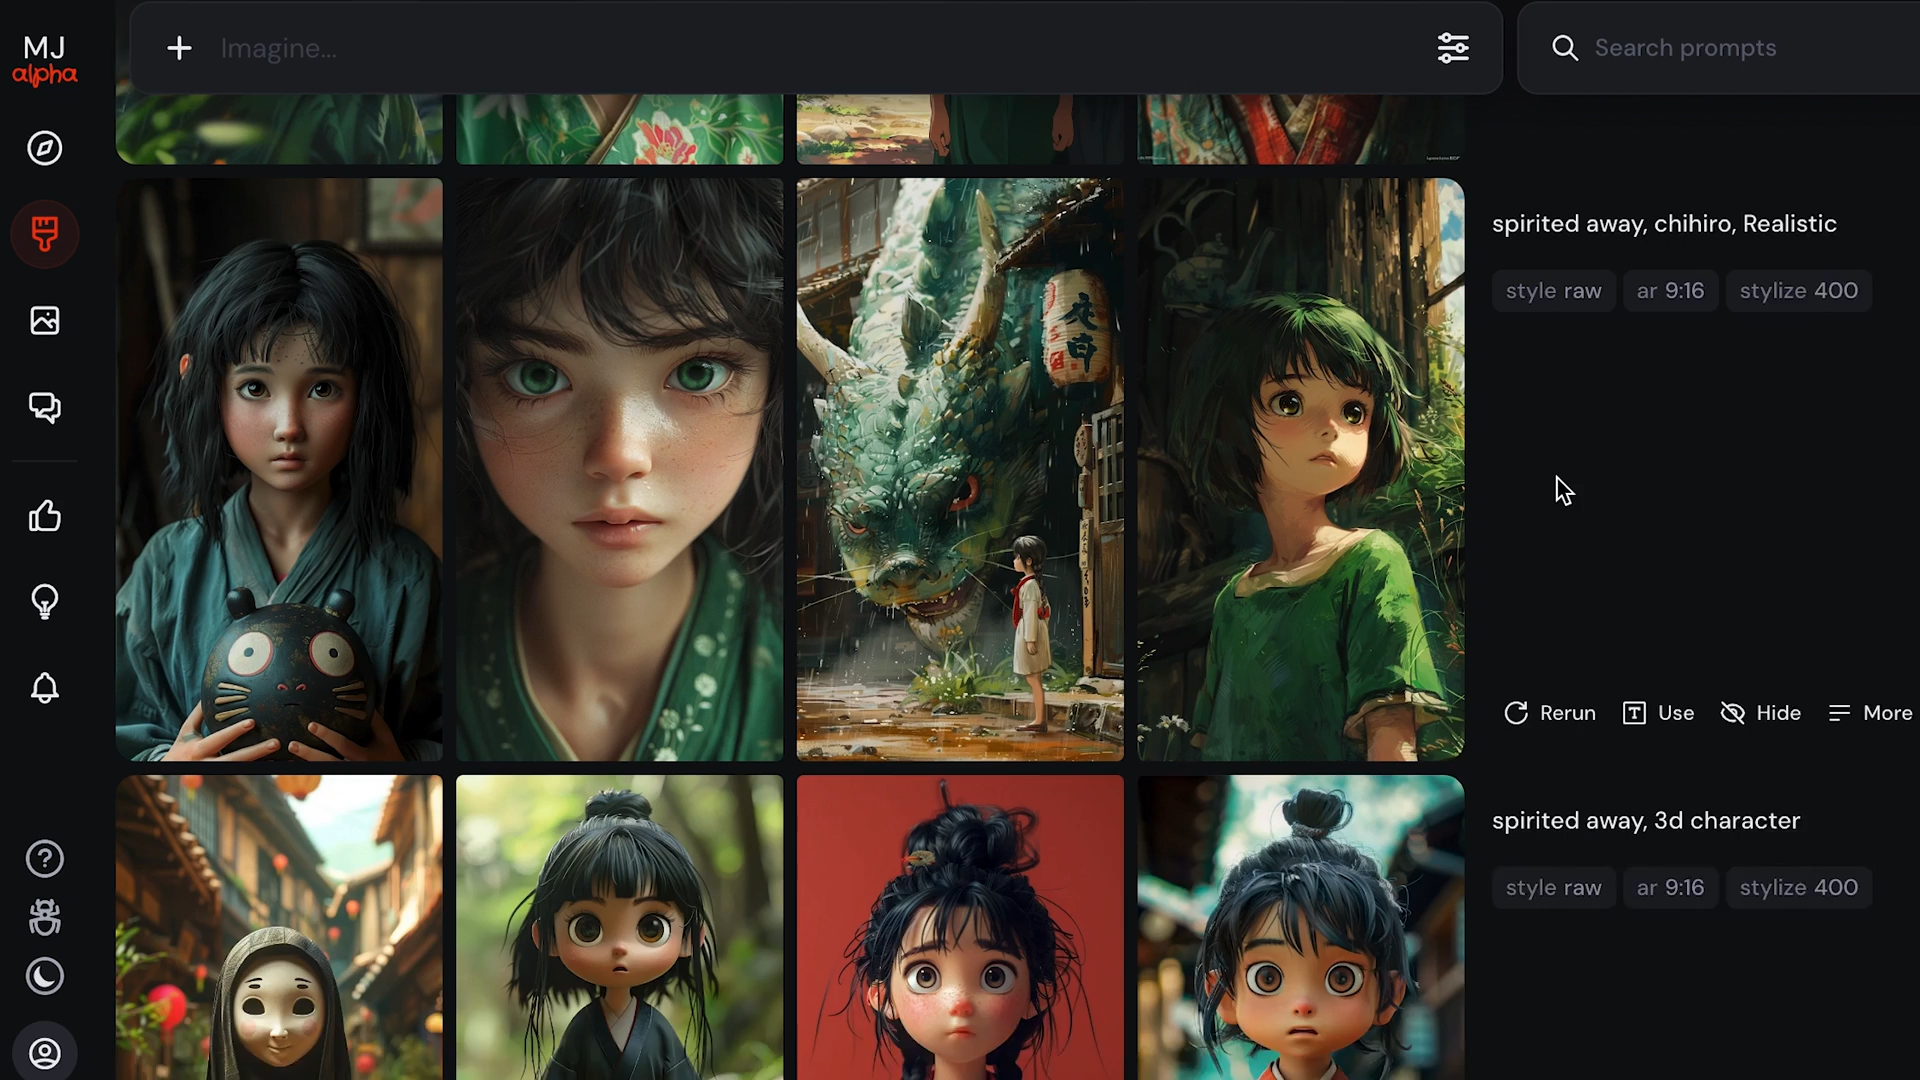 MJ
alpha
Imagine...
Search prompts
spirited away, chihiro, Realistic
style raw
ar 9:16
stylize 400
Rerun
Use
Hide
More
spirited away, 3d character
style raw
ar 9:16
stylize 400